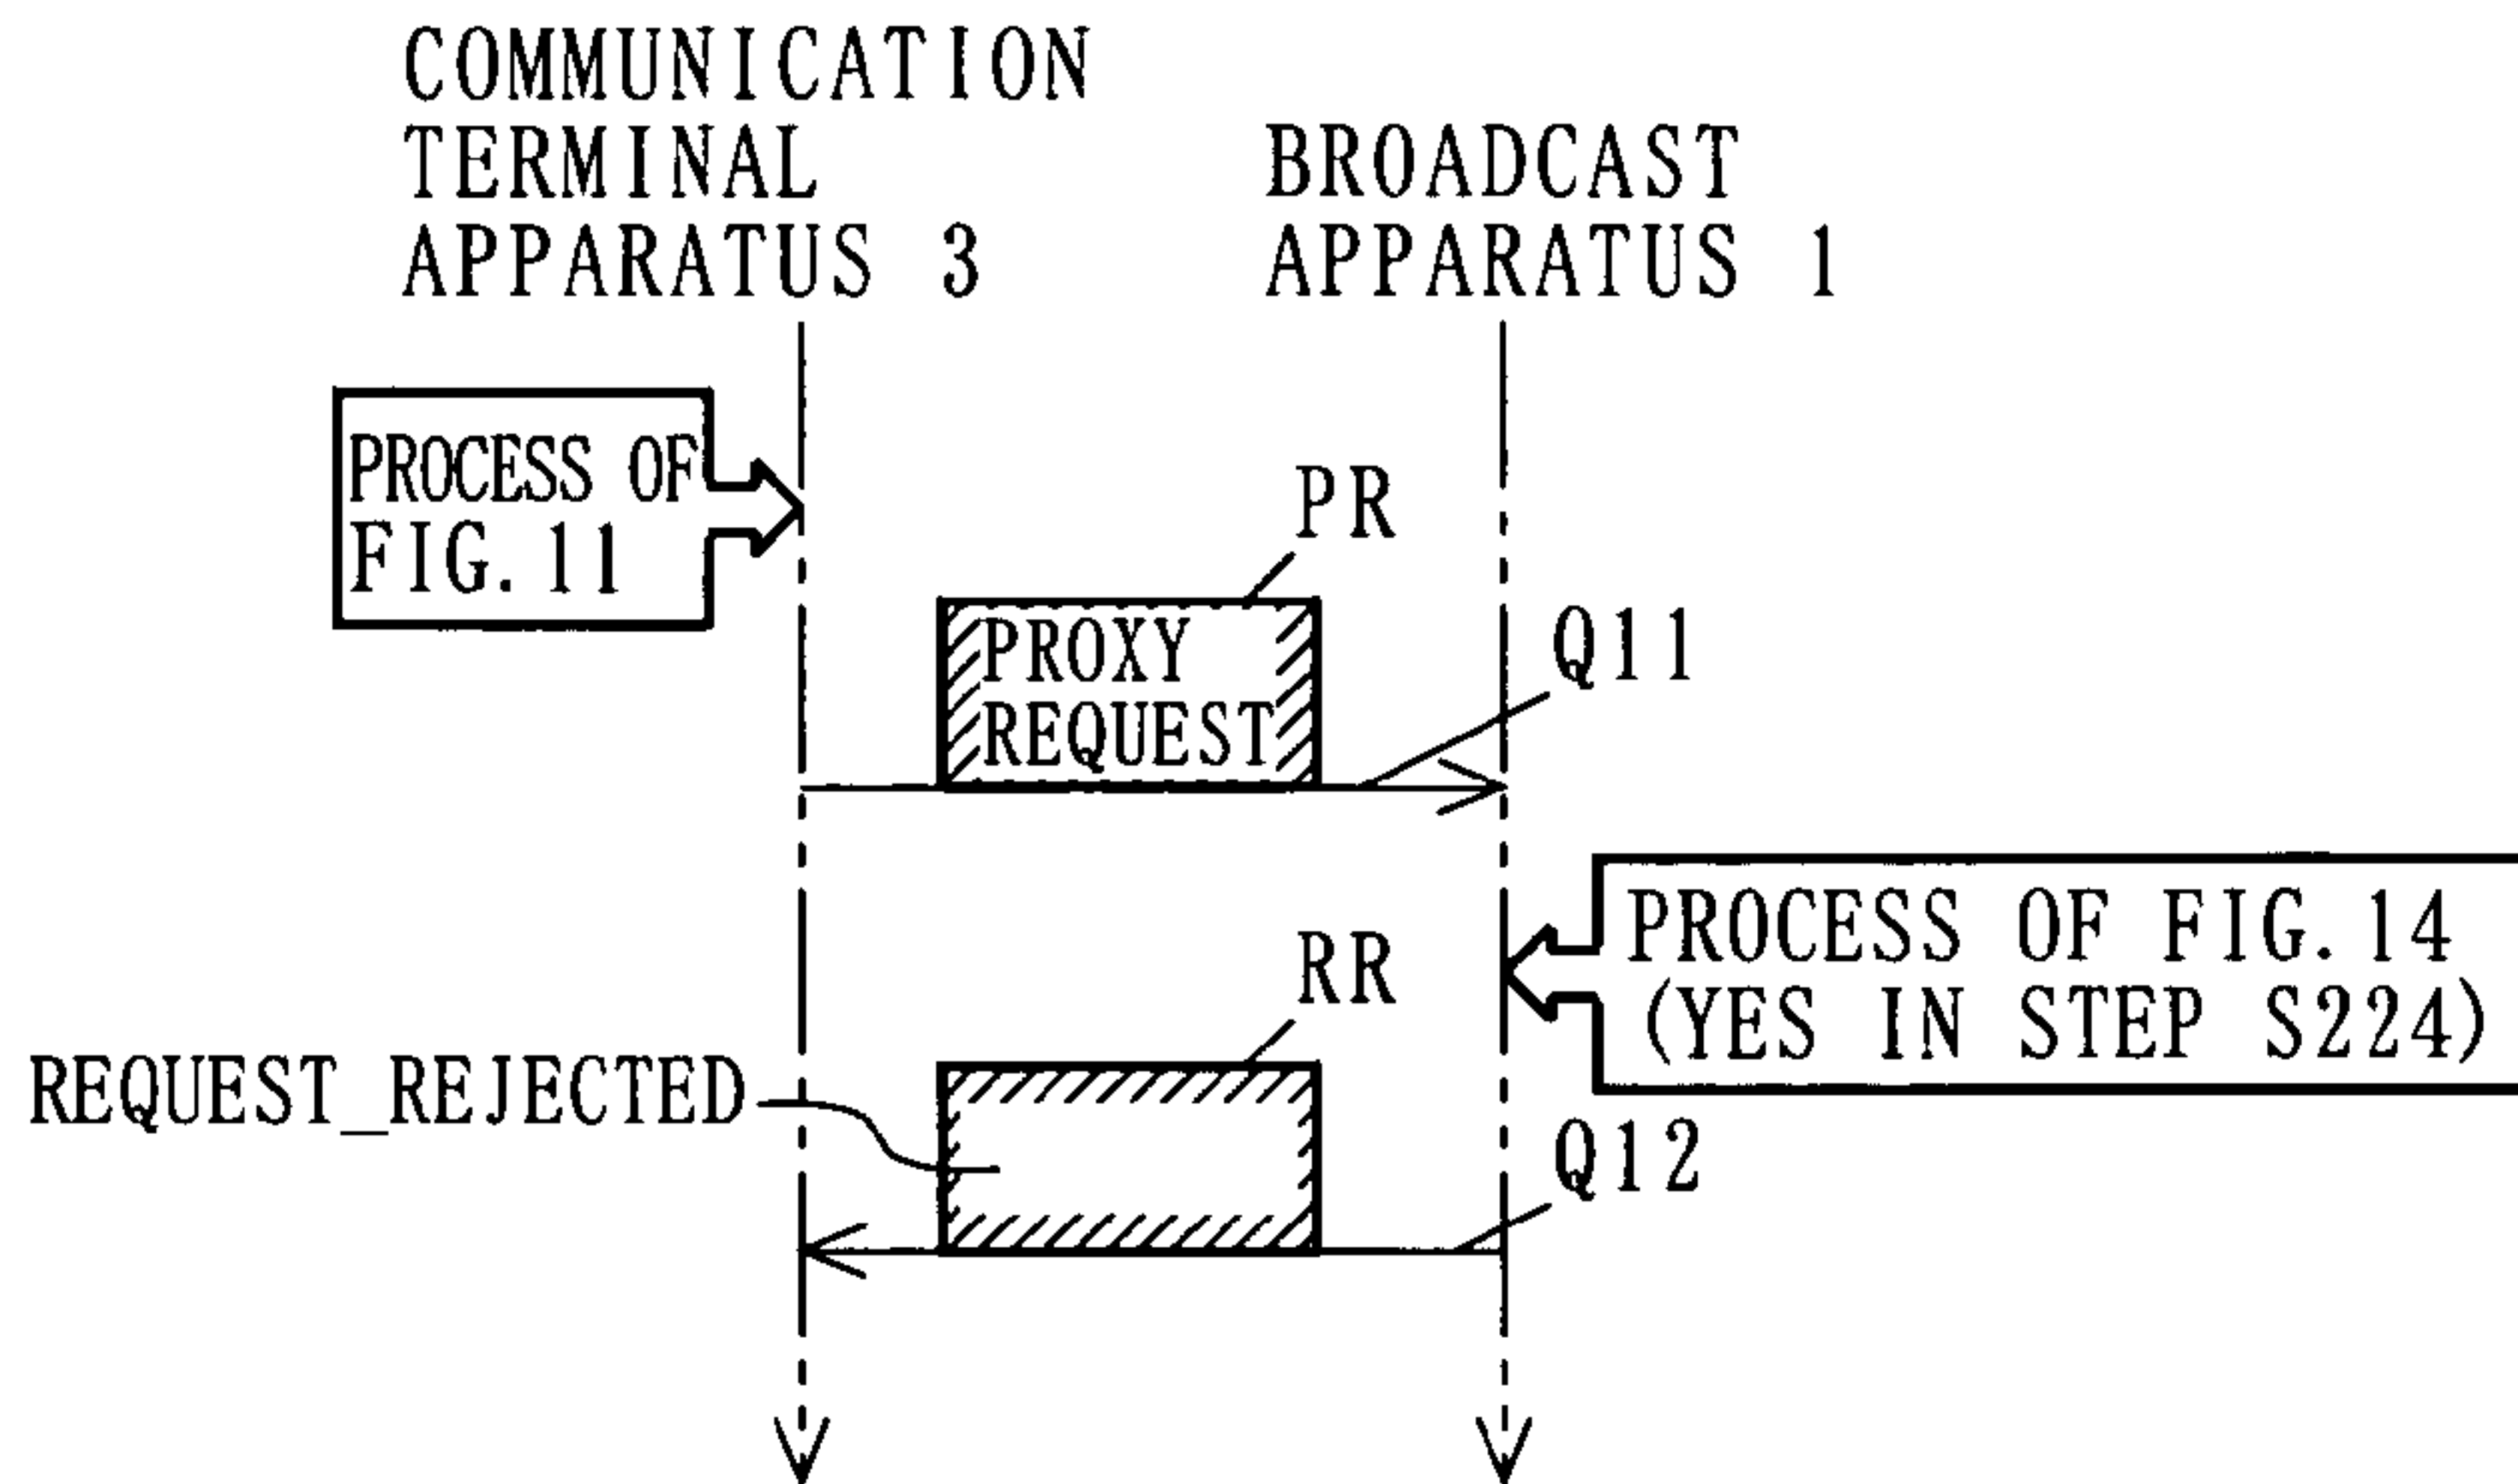 COMMUNICATION
TERMINAL
APPARATUS 3
BROADCAST
APPARATUS 1
PROCESS OF
FIG.11
PR
PROXY
REQUEST
Q11
PROCESS OF FIG.14
(YES IN STEP S224)
RR
REQUEST_REJECTED
Q12